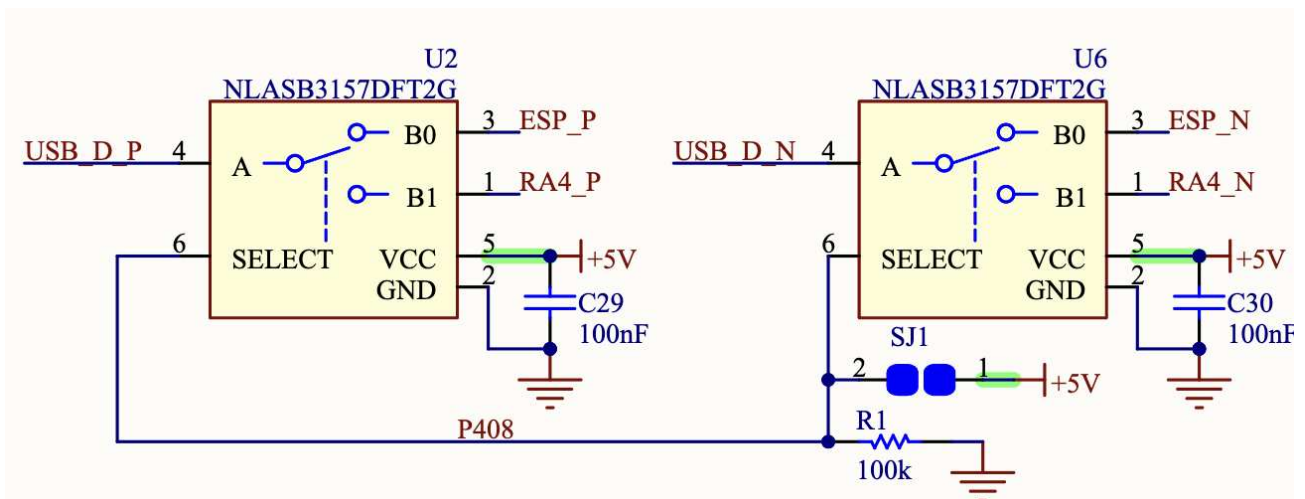 U2
NLASB3157DFT2G
USB_D_P
4
A
B0
3
ESP_P
B1
1
RA4_P
6
SELECT
VCC
5
+5V
GND
2
C29
100nF
U6
NLASB3157DFT2G
USB_D_N
4
A
B0
3
ESP_N
B1
1
RA4_N
6
SELECT
VCC
5
+5V
GND
2
C30
100nF
SJ1
2
1
+5V
P408
R1
100k